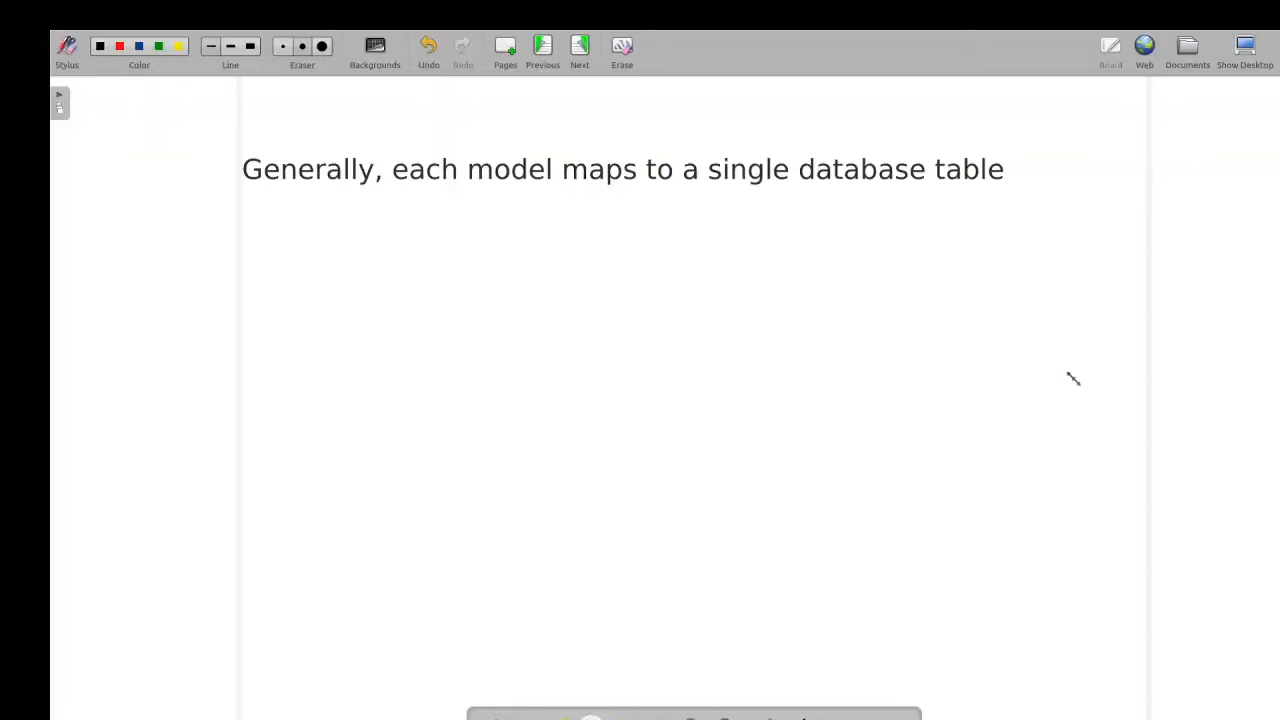 Stylus
Color
Line
Eraser
Backgrounds
Undo
Redo
Pages
Previous
Next
Erase
Board
Web
Documents
Show Desktop
Generally, each model maps to a single database table